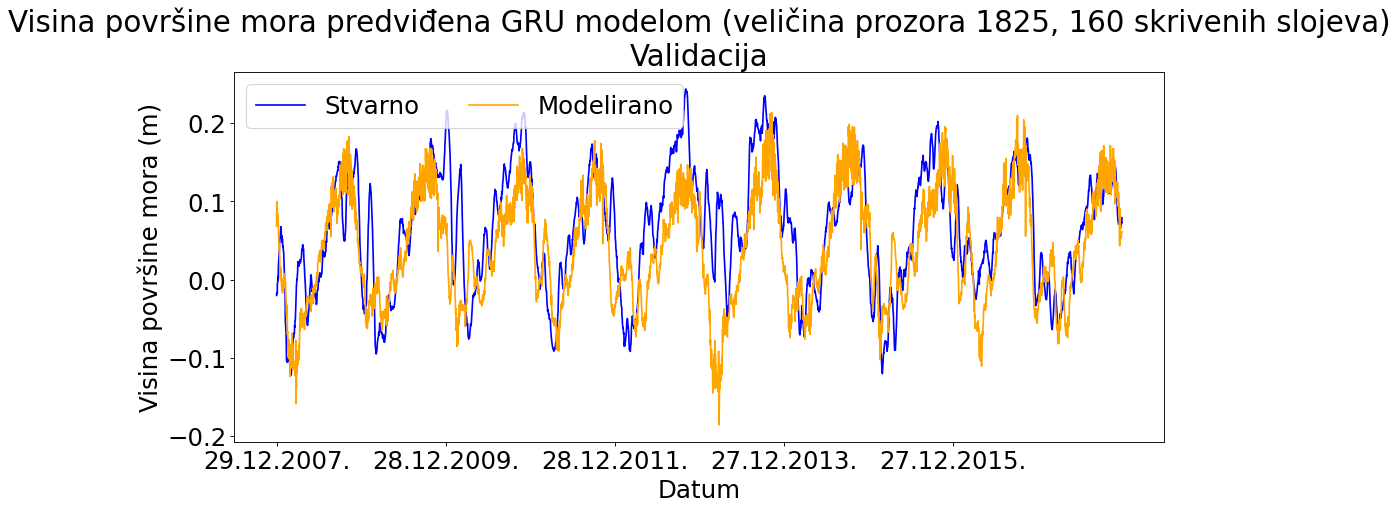 Visina površine mora predviđena GRU modelom (veličina prozora 1825, 160 skrivenih slojeva)
Validacija
Stvarno Modelirano
Visina površine mora (m)
0.2
0.1
0.0
−0.1
−0.2
29.12.2007. 28.12.2009. 28.12.2011. 27.12.2013. 27.12.2015.
Datum